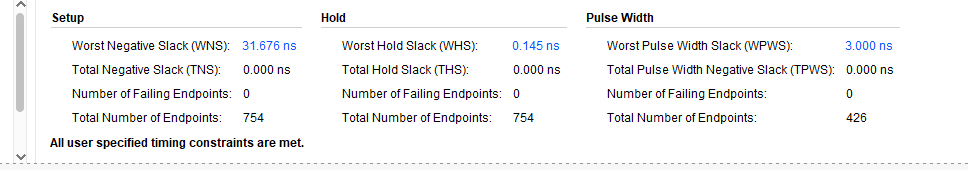 Setup Hold Pulse Width
Worst Negative Slack (WNS): 31.676 ns Worst Hold Slack (WHS): 0.145 ns Worst Pulse Width Slack (WPWS): 3.000 ns
Total Negative Slack (TNS): 0.000 ns Total Hold Slack (THS): 0.000 ns Total Pulse Width Negative Slack (TPWS): 0.000 ns
Number of Failing Endpoints: 0 Number of Failing Endpoints: 0 Number of Failing Endpoints: 0
Total Number of Endpoints: 754 Total Number of Endpoints: 754 Total Number of Endpoints: 426
All user specified timing constraints are met.